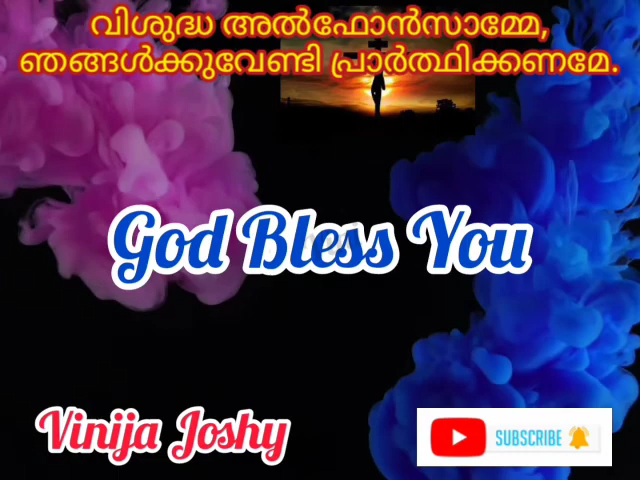 വിശുദ്ധ അൽഫോൻസാമ്മേ,
ഞങ്ങൾക്കുവേണ്ടി പ്രാർത്ഥിക്കണമേ.
God Bless You
Vinija Joshy
SUBSCRIBE